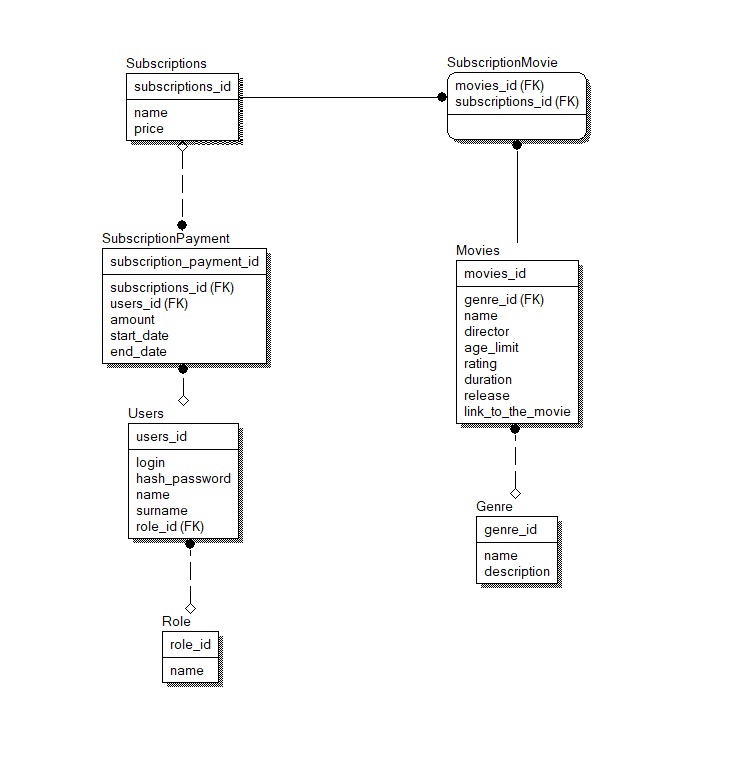 Subscriptions
subscriptions_id
name
price
SubscriptionMovie
movies_id (FK)
subscriptions_id (FK)
SubscriptionPayment
subscription_payment_id
subscriptions_id (FK)
users_id (FK)
amount
start_date
end_date
Movies
movies_id
genre_id (FK)
name
director
age_limit
rating
duration
release
link_to_the_movie
Users
users_id
login
hash_password
name
surname
role_id (FK)
Genre
genre_id
name
description
Role
role_id
name